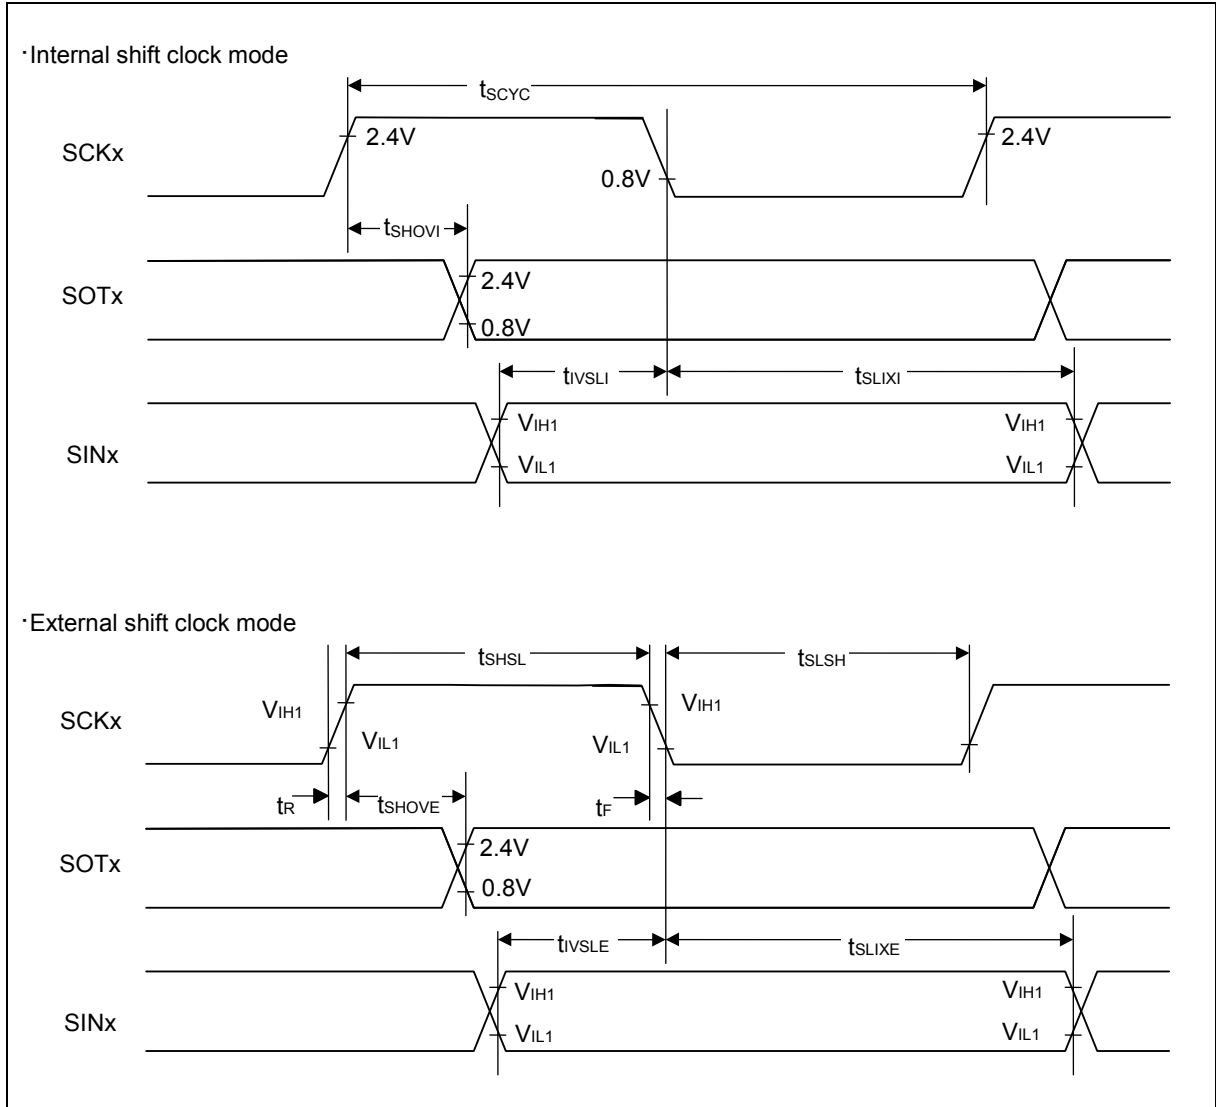 ·Internal shift clock mode
tSCYC
SCKx
2.4V
0.8V
2.4V
tSHOVI
SOTx
2.4V
0.8V
tIVSLI
tSLIXI
SINx
VIH1
VIL1
VIH1
VIL1
·External shift clock mode
tSHSL
tSLSH
SCKx
VIH1
VIL1
VIL1
VIH1
tR
tSHOVE
tF
SOTx
2.4V
0.8V
tIVSLE
tSLIXE
SINx
VIH1
VIL1
VIH1
VIL1